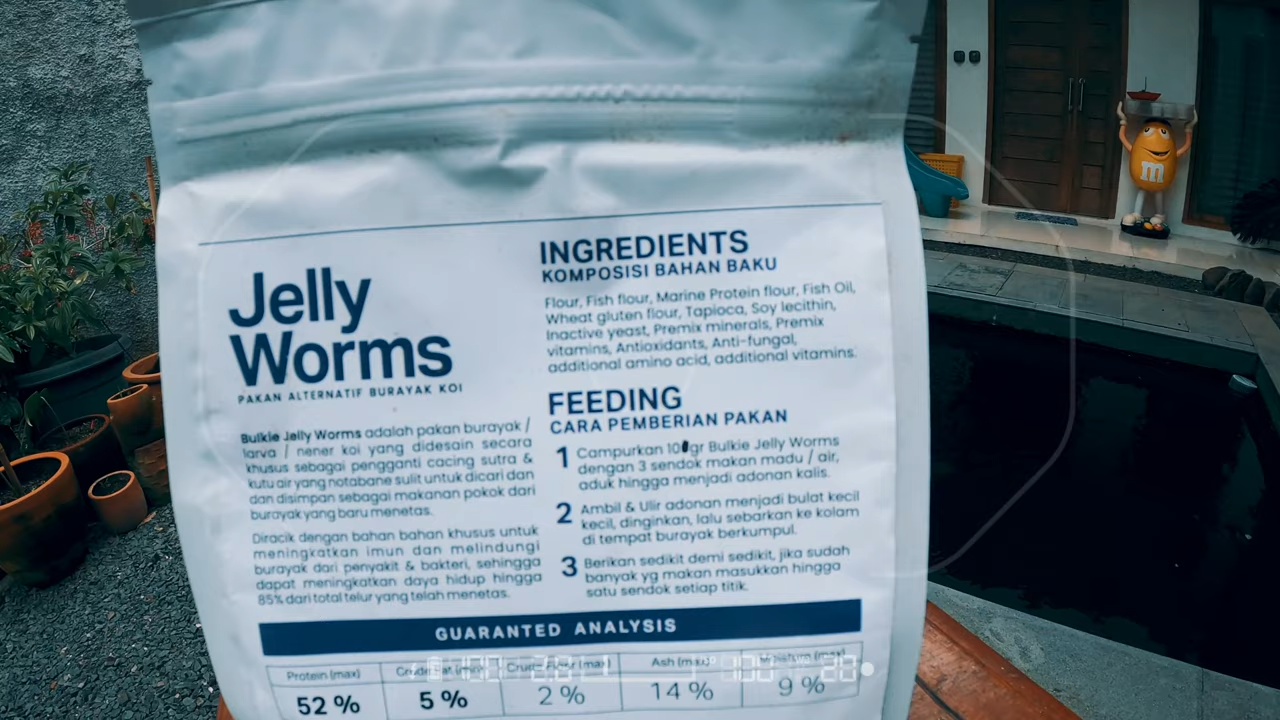 Jelly
Worms
PAKAN ALTERNATIF BURAYAK KOI
Bulkie Jelly Worms adalah pakan burayak /
larva / nener koi yang didesain secara
khusus sebagai pengganti cacing sutra &
kutu air yang notabane sulit untuk dicari dan
dan disimpan sebagai makanan pokok dari
burayak yang baru menetas.
Diracik dengan bahan bahan khusus untuk
meningkatkan imun dan melindungi
burayak dari penyakit & bakteri, sehingga
dapat meningkatkan daya hidup hingga
85% dari total telur yang telah menetas.
INGREDIENTS
KOMPOSISI BAHAN BAKU
Flour, Fish flour, Marine Protein flour, Fish Oil,
Wheat gluten flour, Tapioca, Soy lecithin,
Inactive yeast, Premix minerals, Premix
vitamins, Antioxidants, Anti-fungal,
additional amino acid, additional vitamins.
FEEDING
CARA PEMBERIAN PAKAN
1 Campurkan gr Bulkie Jelly Worms
dengan 3 sendok makan madu / air,
aduk hingga menjadi adonan kalis.
2 Ambil & Ulir adonan menjadi bulat kecil
kecil, dinginkan, lalu sebarkan ke kolam
di tempat burayak berkumpul.
3 Berikan sedikit demi sedikit, jika sudah
banyak yg makan masukkan hingga
satu sendok setiap titik.
GUARANTED ANALYSIS
Protein (max) Ash (max)
52 % 5 % 2 % 14 % 9 %
m